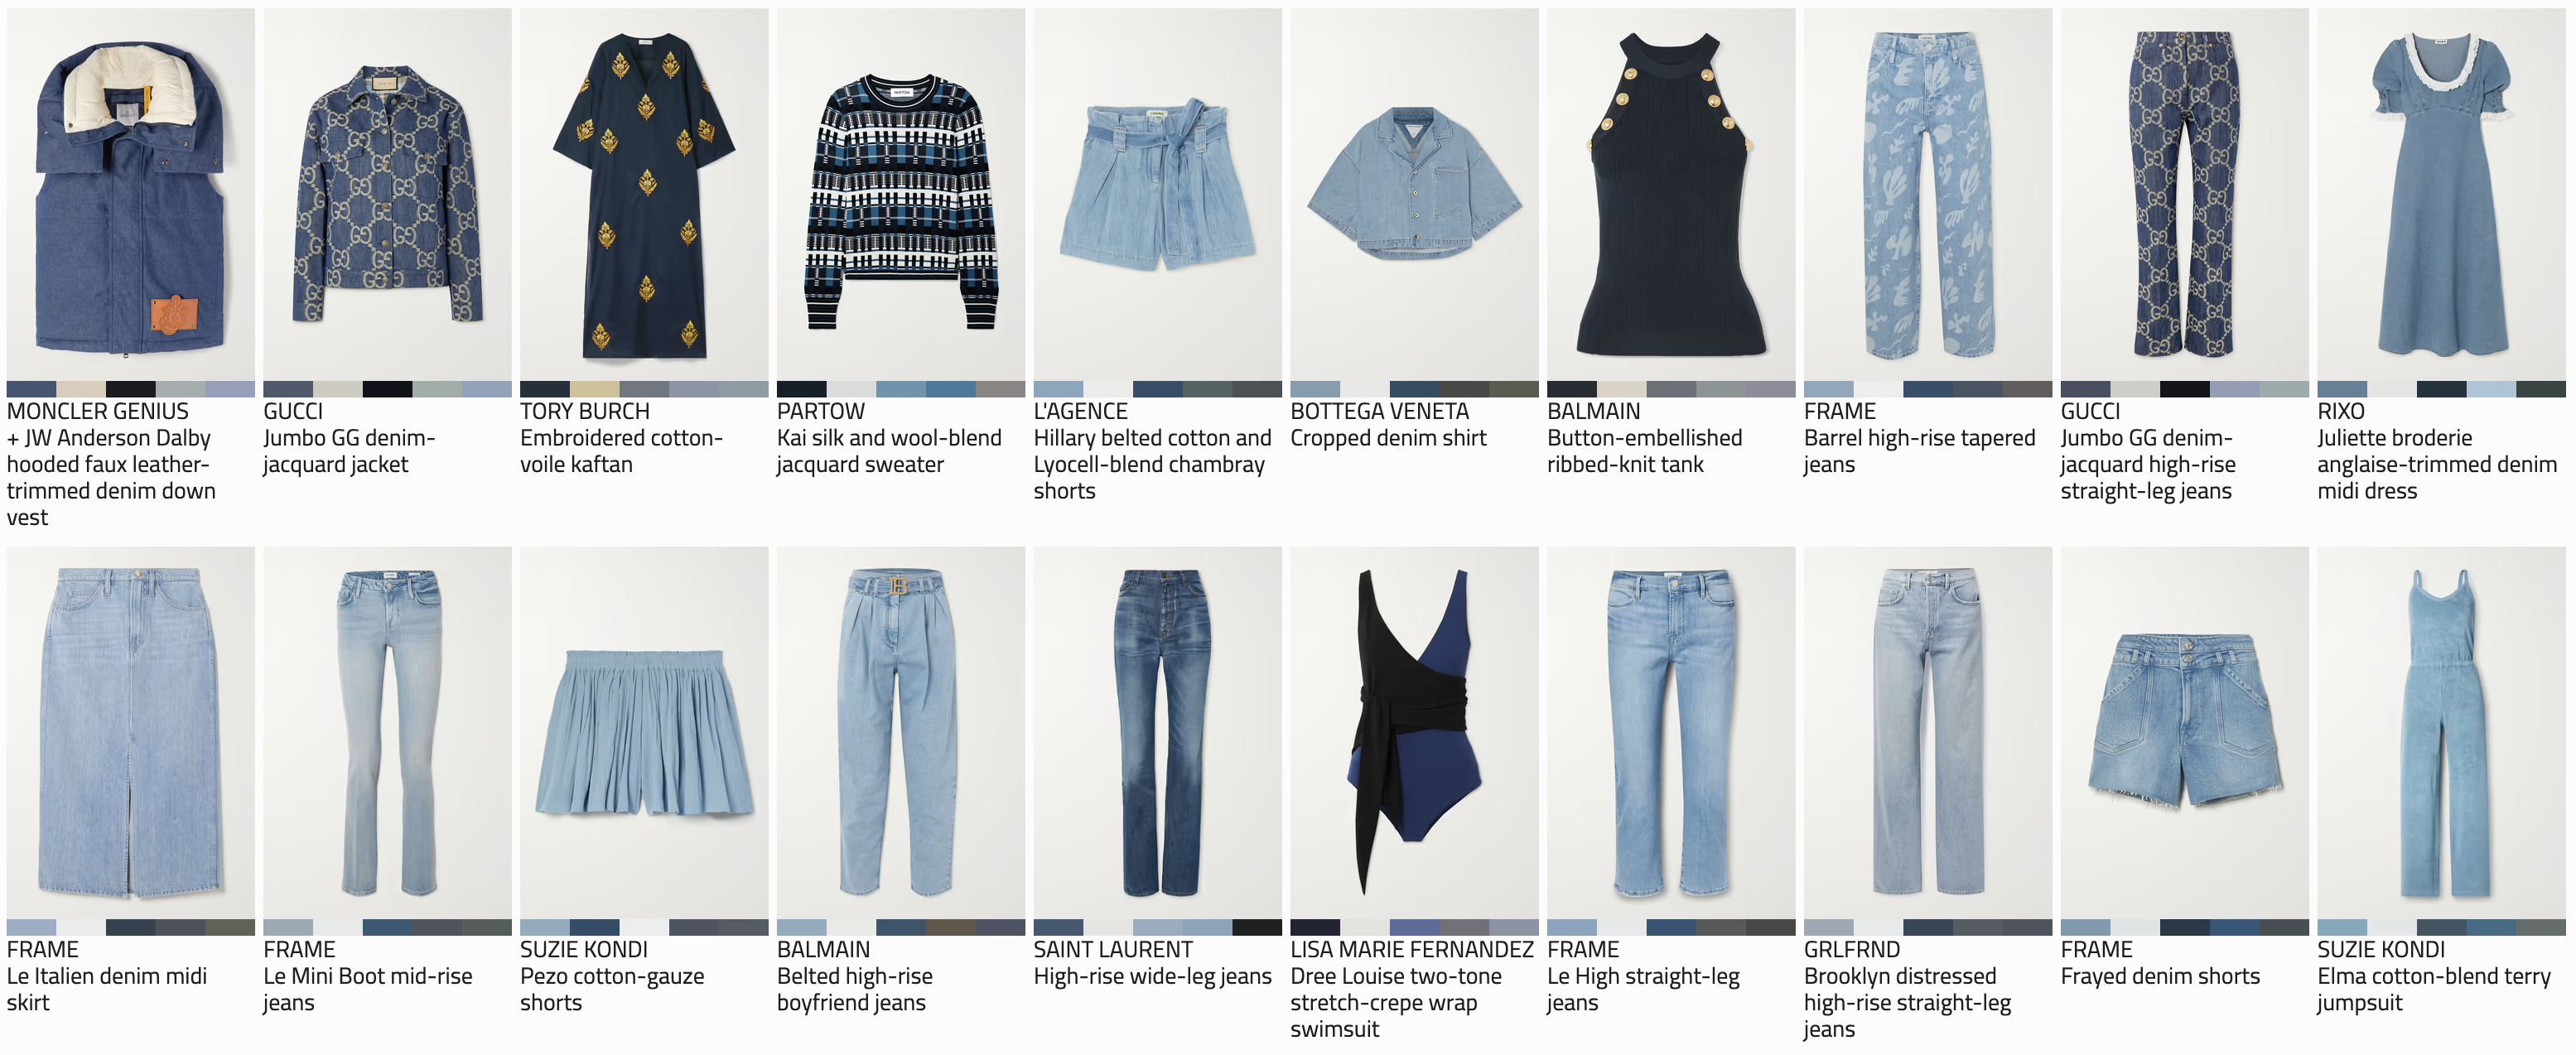 MONCLER GENIUS
+ JW Anderson Dalby
hooded faux leather-
trimmed denim down
vest
GUCCI
Jumbo GG denim-
jacquard jacket
TORY BURCH
Embroidered cotton-
voile kaftan
PARTOW
Kai silk and wool-blend
jacquard sweater
L'AGENCE
Hillary belted cotton and
Lyocell-blend chambray
shorts
BOTTEGA VENETA
Cropped denim shirt
BALMAIN
Button-embellished
ribbed-knit tank
FRAME
Barrel high-rise tapered
jeans
GUCCI
Jumbo GG denim-
jacquard high-rise
straight-leg jeans
RIXO
Juliette broderie
anglaise-trimmed denim
midi dress
FRAME
Le Italien denim midi
skirt
FRAME
Le Mini Boot mid-rise
jeans
SUZIE KONDI
Pezo cotton-gauze
shorts
BALMAIN
Belted high-rise
boyfriend jeans
SAINT LAURENT
High-rise wide-leg jeans
LISA MARIE FERNANDEZ
Dree Louise two-tone
stretch-crepe wrap
swimsuit
FRAME
Le High straight-leg
jeans
GRLFRND
Brooklyn distressed
high-rise straight-leg
jeans
FRAME
Frayed denim shorts
SUZIE KONDI
Elma cotton-blend terry
jumpsuit